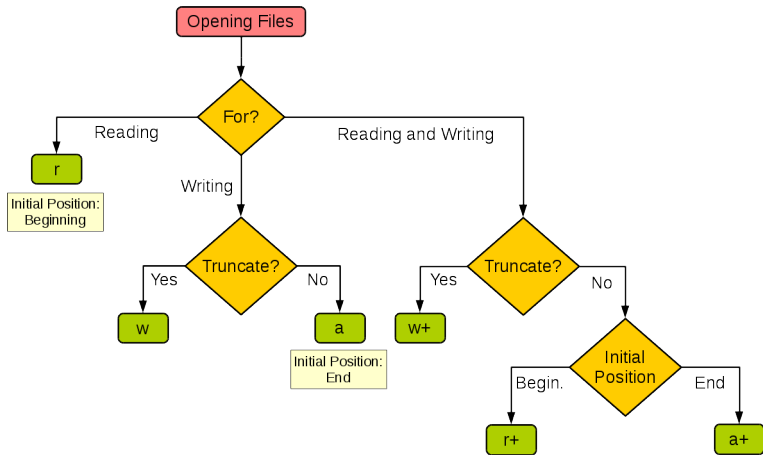 Opening Files
For?
Reading
Reading and Writing
r
Initial Position:
Beginning
Writing
Truncate?
Yes
No
w
a
Initial Position:
End
Truncate?
Yes
No
w+
Initial
Position
Begin.
End
r+
a+